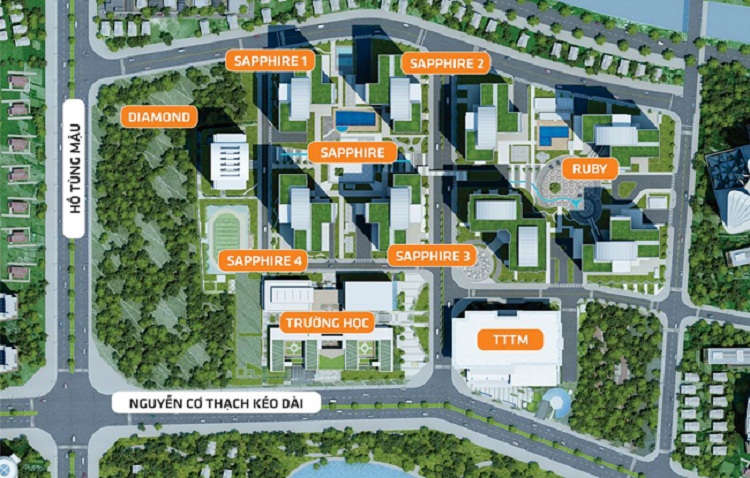 SAPPHIRE 1
SAPPHIRE 2
DIAMOND
SAPPHIRE
RUBY
HỒ TÙNG MẬU
SAPPHIRE 4
SAPPHIRE 3
TRƯỜNG HỌC
TTTM
NGUYỄN CƠ THẠCH KÉO DÀI